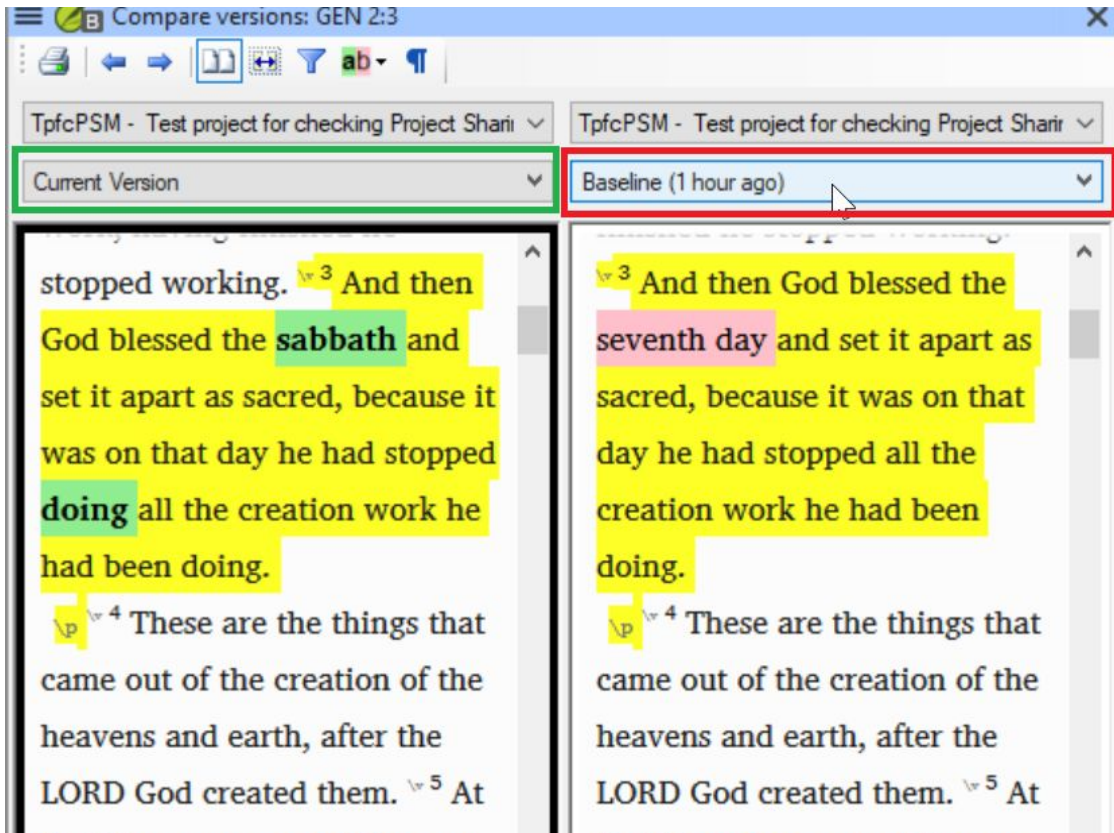 Compare versions: GEN 2:3
ab
TpfcPSM - Test project for checking Project Sharin
Current Version
stopped working. \v 3 And then
God blessed the sabbath and
set it apart as sacred, because it
was on that day he had stopped
doing all the creation work he
had been doing.
\p \v 4 These are the things that
came out of the creation of the
heavens and earth, after the
LORD God created them. \v 5 At
TpfcPSM - Test project for checking Project Sharir
Baseline (1 hour ago)
\v 3 And then God blessed the
seventh day and set it apart as
sacred, because it was on that
day he had stopped all the
creation work he had been
doing.
\p \v 4 These are the things that
came out of the creation of the
heavens and earth, after the
LORD God created them. \v 5 At